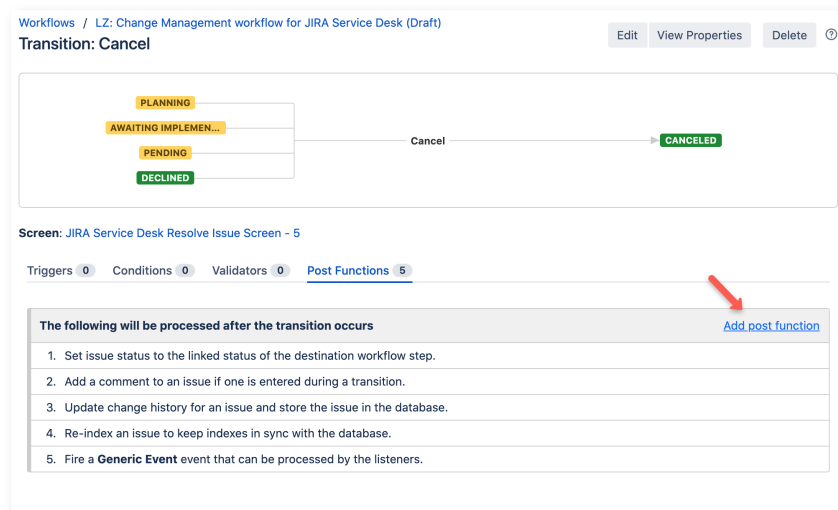 Workflows / LZ: Change Management workflow for JIRA Service Desk (Draft)
Transition: Cancel
Edit View Properties Delete ?
PLANNING
AWAITING IMPLEMEN...
PENDING
DECLINED
Cancel
CANCELED
Screen: JIRA Service Desk Resolve Issue Screen - 5
Triggers 0 Conditions 0 Validators 0 Post Functions 5
The following will be processed after the transition occurs Add post function
1. Set issue status to the linked status of the destination workflow step.
2. Add a comment to an issue if one is entered during a transition.
3. Update change history for an issue and store the issue in the database.
4. Re-index an issue to keep indexes in sync with the database.
5. Fire a Generic Event event that can be processed by the listeners.